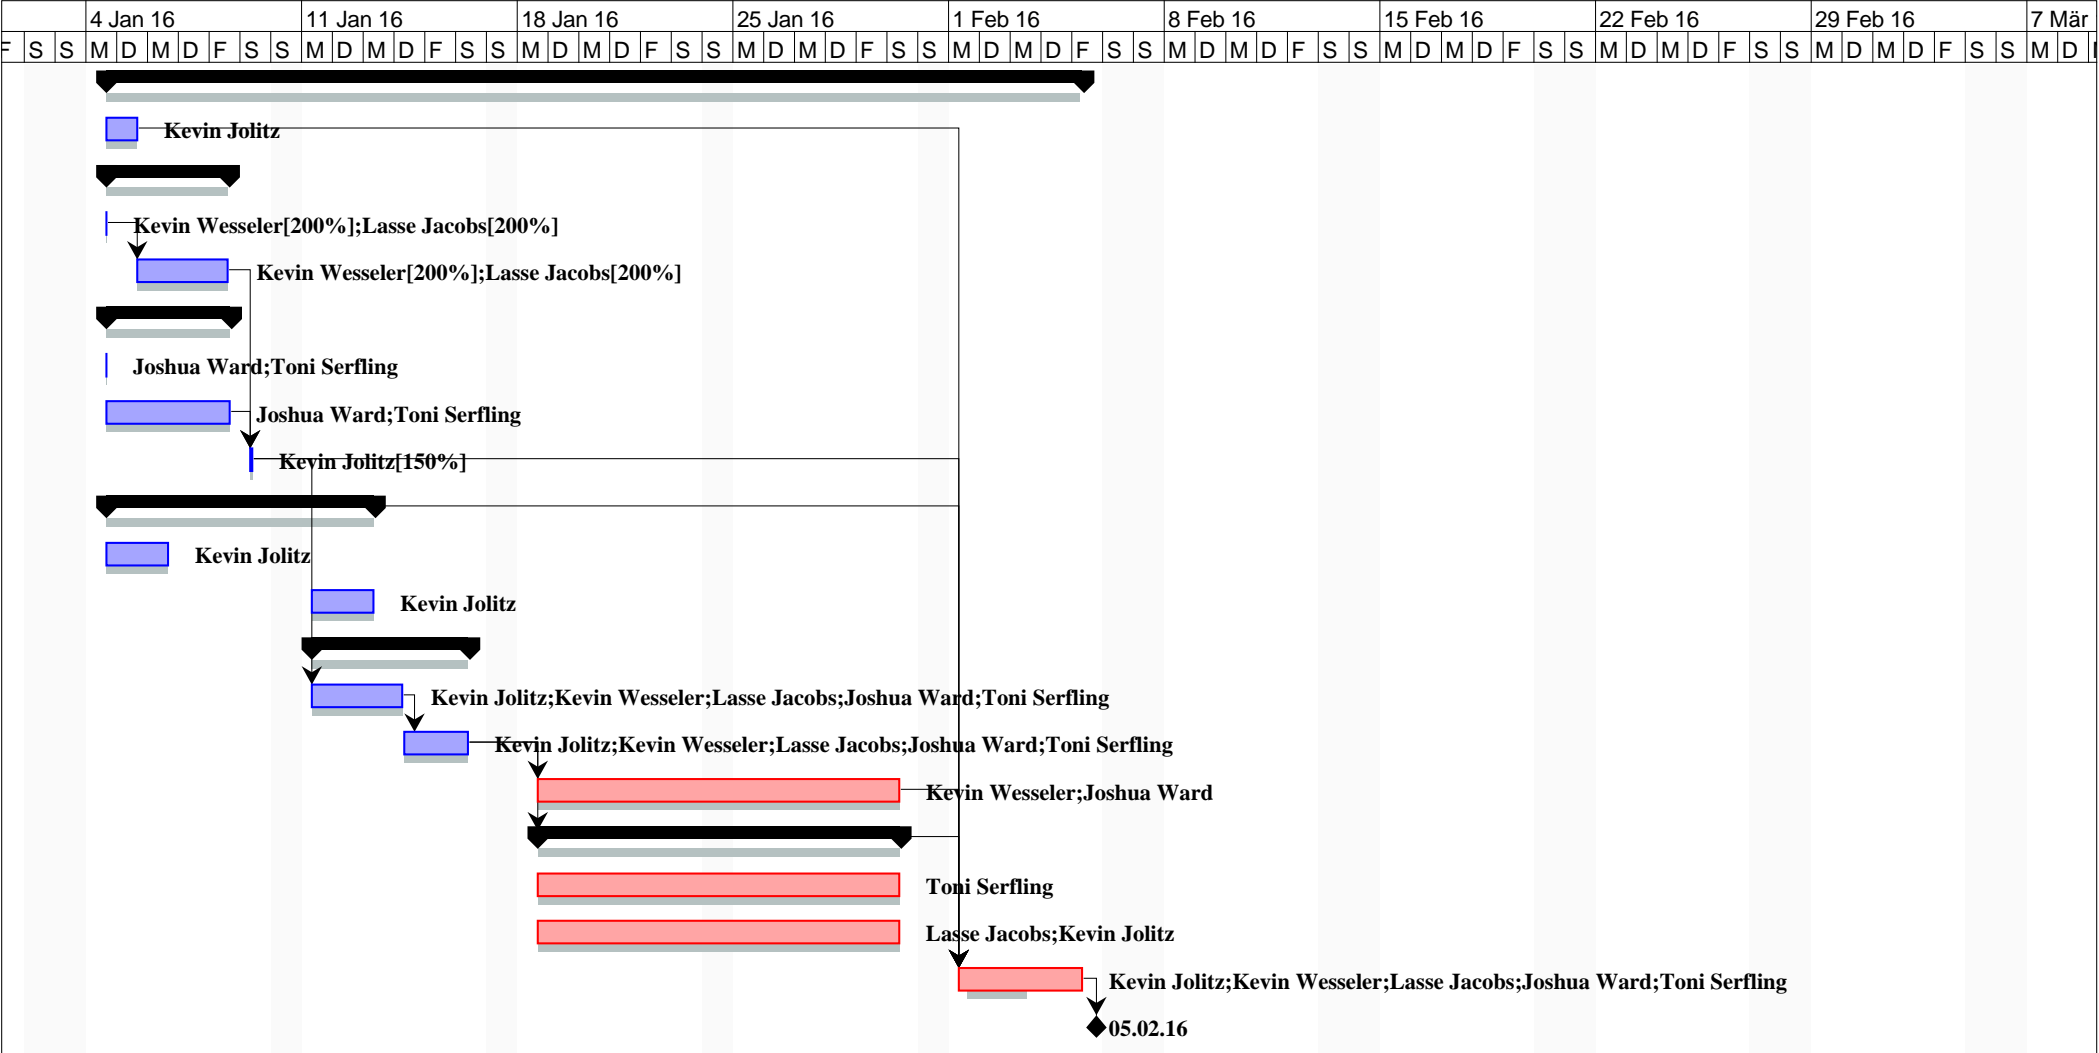 4 Jan 16 11 Jan 16 18 Jan 16 25 Jan 16 1 Feb 16 8 Feb 16 15 Feb 16 22 Feb 16 29 Feb 16 7 Mär
F S S M D M D F S S M D M D F S S M D M D F S S M D M D F S S M D M D F S S M D M D F S S M D M D F S S M D M D F S S M D M D F S S M D
Kevin Jolitz
Kevin Wesseler[200%];Lasse Jacobs[200%]
Kevin Wesseler[200%];Lasse Jacobs[200%]
Joshua Ward;Toni Serfling
Joshua Ward;Toni Serfling
Kevin Jolitz[150%]
Kevin Jolitz
Kevin Jolitz
Kevin Jolitz;Kevin Wesseler;Lasse Jacobs;Joshua Ward;Toni Serfling
Kevin Jolitz;Kevin Wesseler;Lasse Jacobs;Joshua Ward;Toni Serfling
Kevin Wesseler;Joshua Ward
Toni Serfling
Lasse Jacobs;Kevin Jolitz
Kevin Jolitz;Kevin Wesseler;Lasse Jacobs;Joshua Ward;Toni Serfling
05.02.16